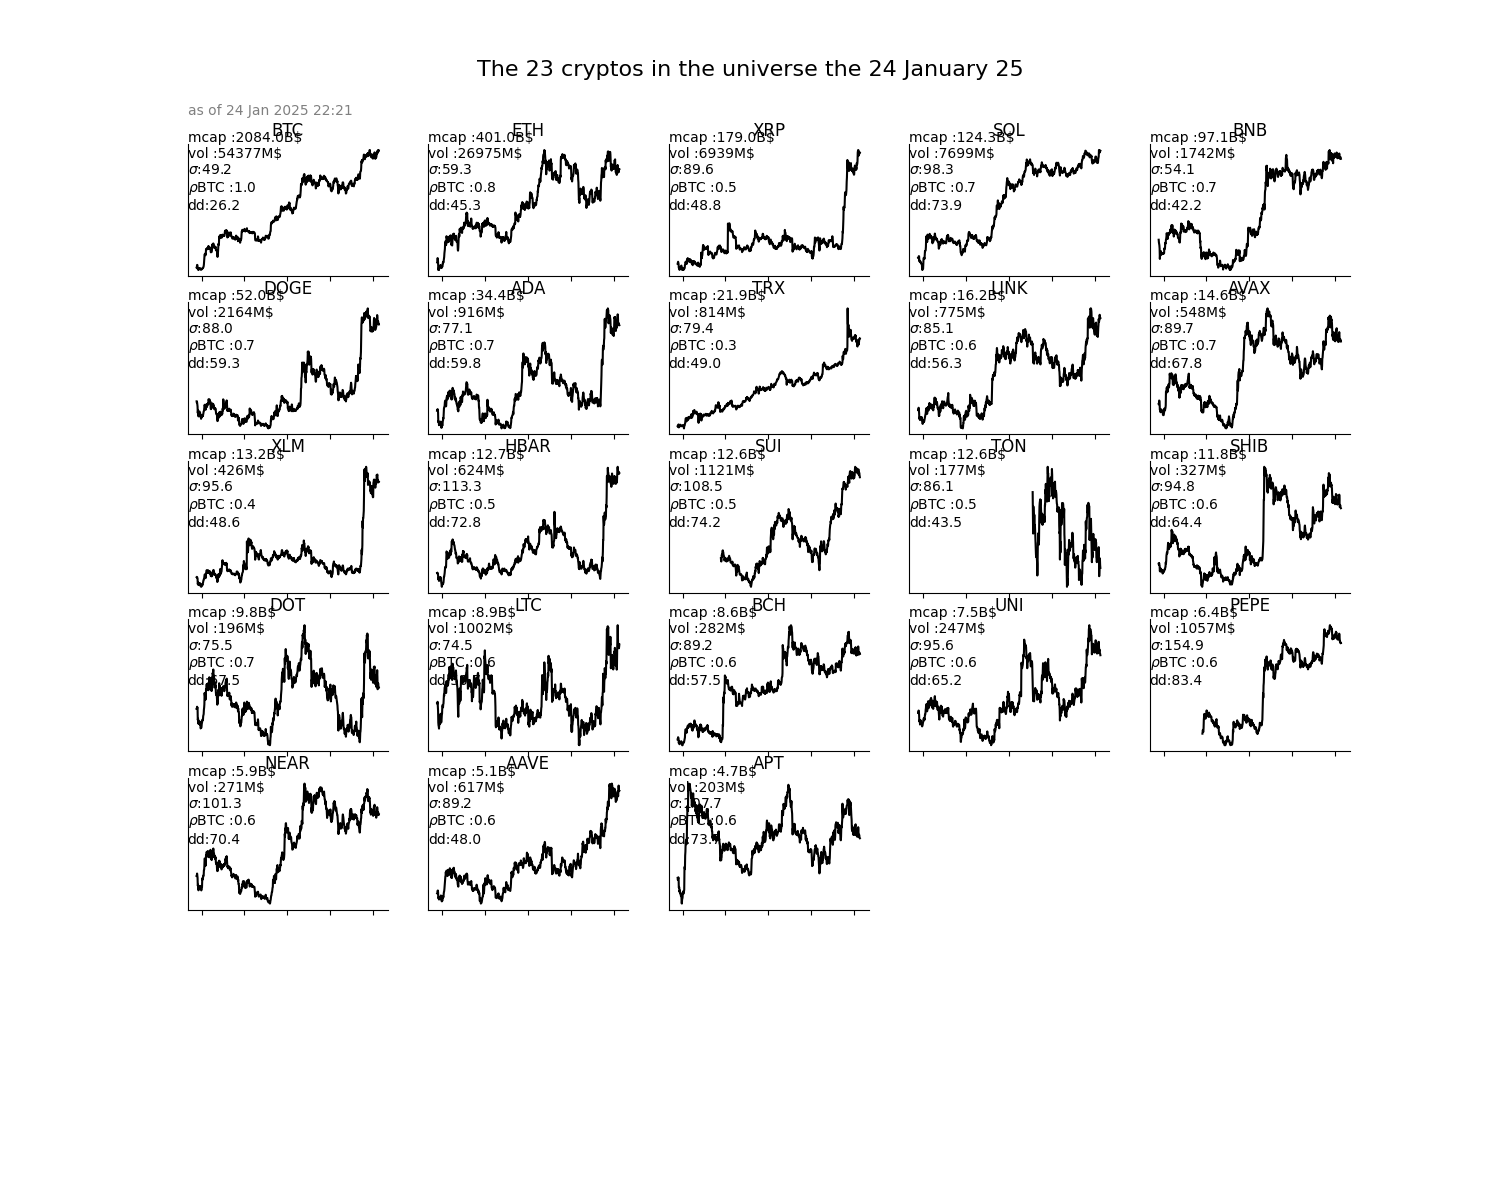 The 23 cryptos in the universe the 24 January 25
as of 24 Jan 2025 22:21
BTC
mcap :2084.0B$
vol :54377M$
σ:49.2
ρBTC :1.0
dd:26.2
ETH
mcap :401.0B$
vol :26975M$
σ:59.3
ρBTC :0.8
dd:45.3
XRP
mcap :179.0B$
vol :6939M$
σ:89.6
ρBTC :0.5
dd:48.8
SOL
mcap :124.3B$
vol :7699M$
σ:98.3
ρBTC :0.7
dd:73.9
BNB
mcap :97.1B$
vol :1742M$
σ:54.1
ρBTC :0.7
dd:42.2
DOGE
mcap :52.0B$
vol :2164M$
σ:88.0
ρBTC :0.7
dd:59.3
ADA
mcap :34.4B$
vol :916M$
σ:77.1
ρBTC :0.7
dd:59.8
TRX
mcap :21.9B$
vol :814M$
σ:79.4
ρBTC :0.3
dd:49.0
LINK
mcap :16.2B$
vol :775M$
σ:85.1
ρBTC :0.6
dd:56.3
AVAX
mcap :14.6B$
vol :548M$
σ:89.7
ρBTC :0.7
dd:67.8
XLM
mcap :13.2B$
vol :426M$
σ:95.6
ρBTC :0.4
dd:48.6
HBAR
mcap :12.7B$
vol :624M$
σ:113.3
ρBTC :0.5
dd:72.8
SUI
mcap :12.6B$
vol :1121M$
σ:108.5
ρBTC :0.5
dd:74.2
TON
mcap :12.6B$
vol :177M$
σ:86.1
ρBTC :0.5
dd:43.5
SHIB
mcap :11.8B$
vol :327M$
σ:94.8
ρBTC :0.6
dd:64.4
DOT
mcap :9.8B$
vol :196M$
σ:75.5
ρBTC :0.7
LTC
mcap :8.9B$
vol :1002M$
σ:74.5
ρBTC :0.6
BCH
mcap :8.6B$
vol :282M$
σ:89.2
ρBTC :0.6
dd:57.5
UNI
mcap :7.5B$
vol :247M$
σ:95.6
ρBTC :0.6
dd:65.2
PEPE
mcap :6.4B$
vol :1057M$
σ:154.9
ρBTC :0.6
dd:83.4
NEAR
mcap :5.9B$
vol :271M$
σ:101.3
ρBTC :0.6
dd:70.4
AAVE
mcap :5.1B$
vol :617M$
σ:89.2
ρBTC :0.6
dd:48.0
APT
mcap :4.7B$
vol :203M$
σ:107.7
ρBTC :0.6